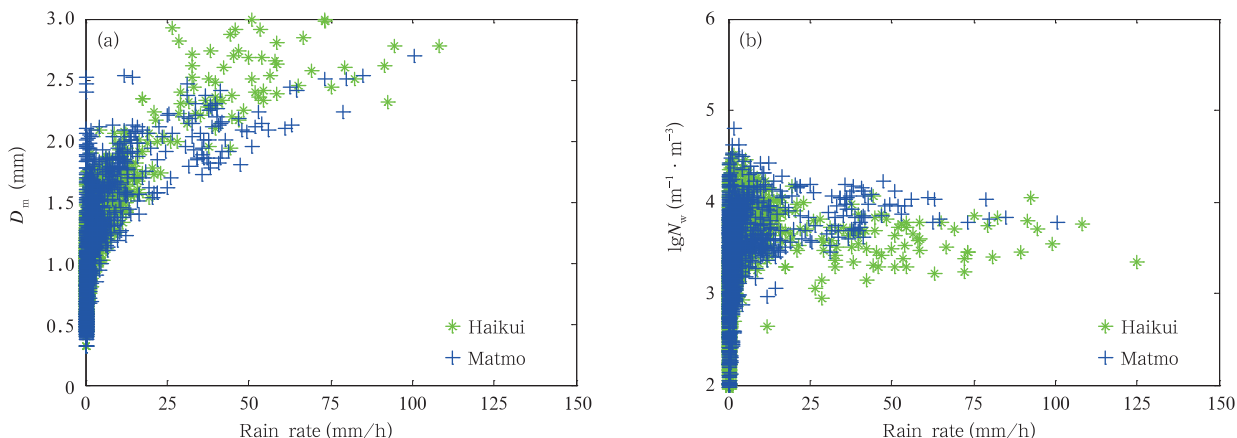 (a)
3.0
2.5
2.0
1.5
1.0
0.5
0
D_m (mm)
Haikui
Matmo
0 25 50 75 100 125 150
Rain rate (mm/h)
(b)
6
5
4
3
2
lgN_w (m⁻¹·m⁻³)
Haikui
Matmo
0 25 50 75 100 125 150
Rain rate (mm/h)